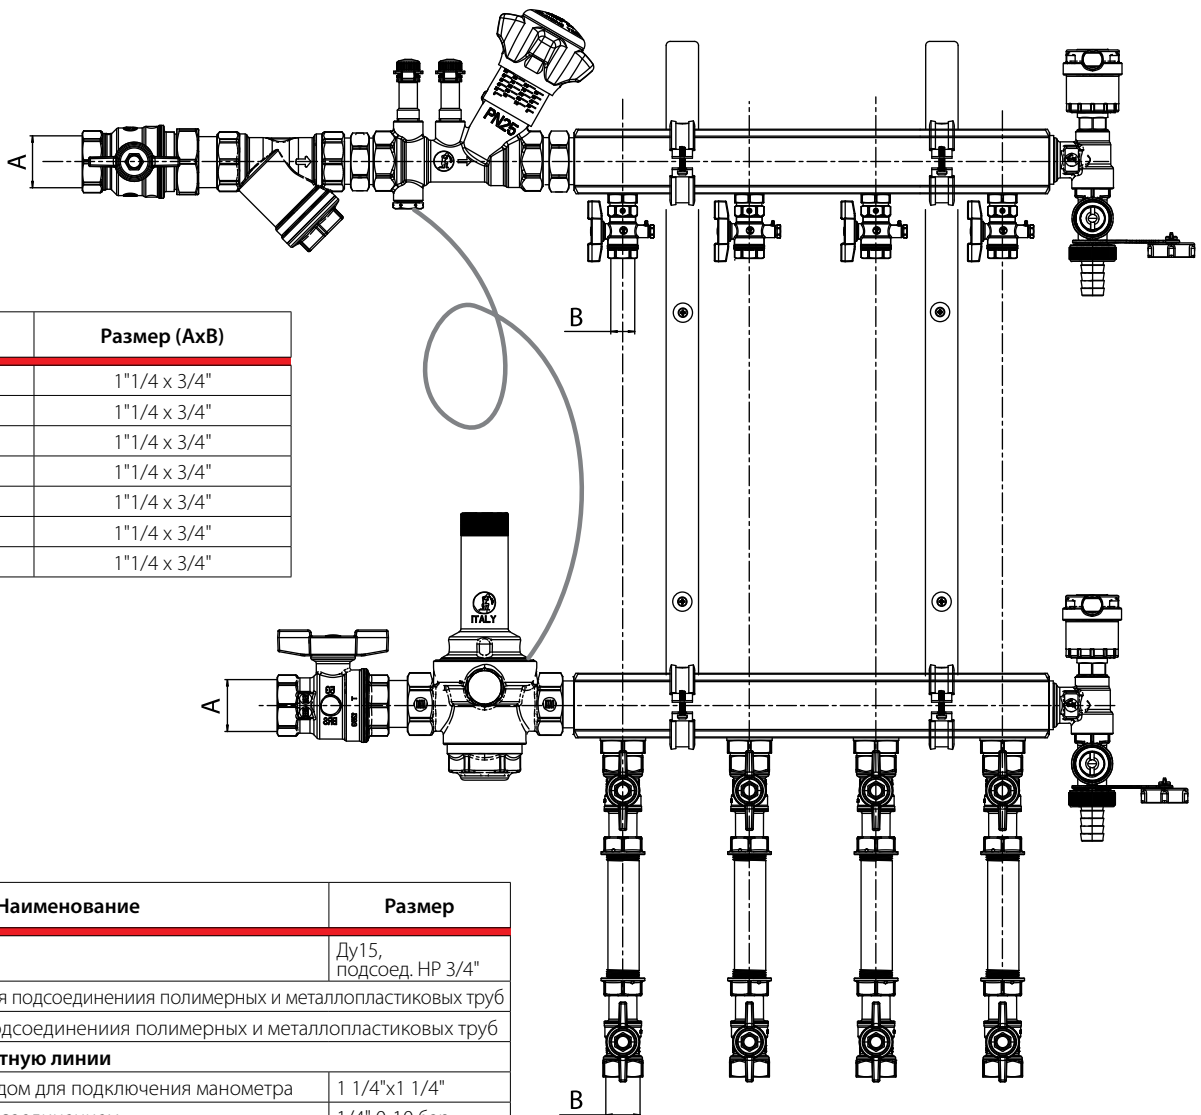 PN25
A
B
Размер (AxB)
1"1/4 x 3/4"
1"1/4 x 3/4"
1"1/4 x 3/4"
1"1/4 x 3/4"
1"1/4 x 3/4"
1"1/4 x 3/4"
1"1/4 x 3/4"
ITALY
A
Наименование Размер
Ду15,
подсоед. НР 3/4"
я подсоединениия полимерных и металлопластиковых труб
одсоединениия полимерных и металлопластиковых труб
тную линии
дом для подключения манометра 1 1/4"x1 1/4"
B